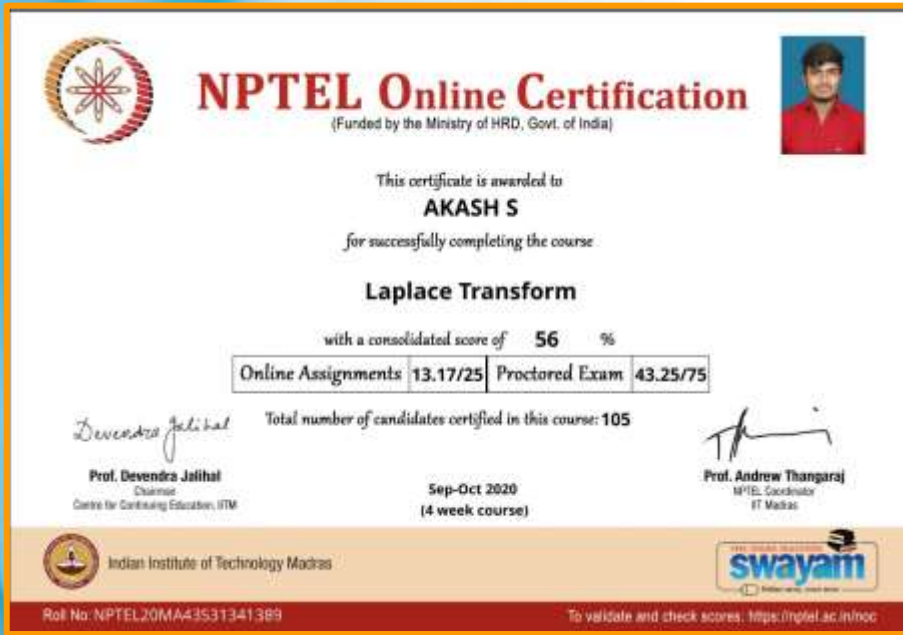 NPTEL Online Certification
(Funded by the Ministry of HRD, Govt. of India)
This certificate is awarded to
AKASH S
for successfully completing the course
Laplace Transform
with a consolidated score of 56 %
Online Assignments 13.17/25 Proctored Exam 43.25/75
Devendra Jalihal
Total number of candidates certified in this course: 105
Prof. Devendra Jalihal
Chairman
Centre for Continuing Education, IITM
Sep-Oct 2020
(4 week course)
Prof. Andrew Thangaraj
NPTEL Coordinator
IIT Madras
Indian Institute of Technology Madras
swayam
Roll No: NPTEL20MA43S31341389
To validate and check scores: https://nptel.ac.in/noc